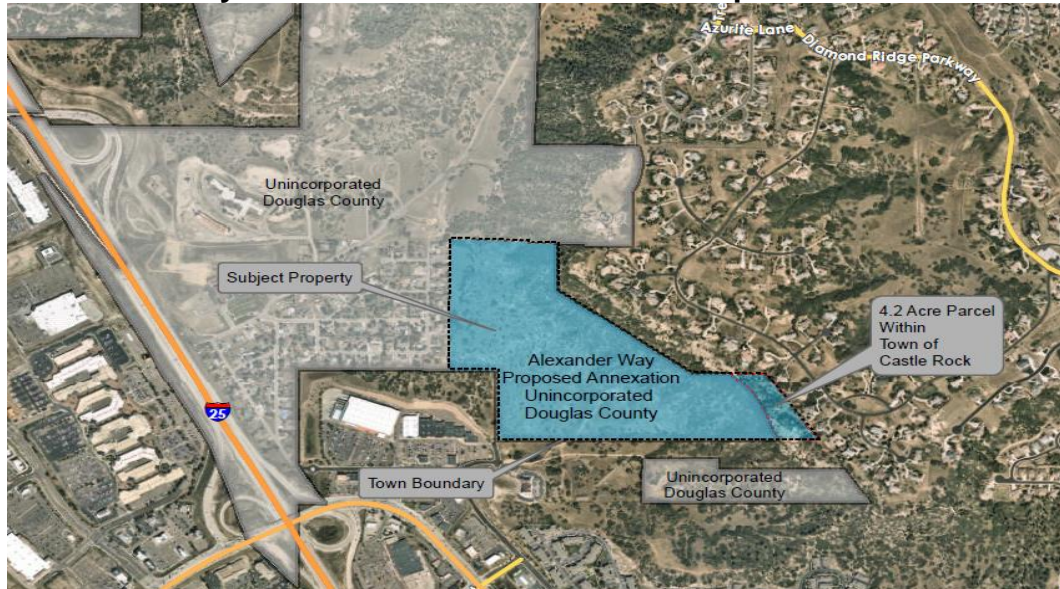 Azurite Lane
Diamond Ridge Parkway
Unincorporated
Douglas County
Subject Property
4.2 Acre Parcel
Within
Town of
Castle Rock
Alexander Way
Proposed Annexation
Unincorporated
Douglas County
25
Town Boundary
Unincorporated
Douglas County